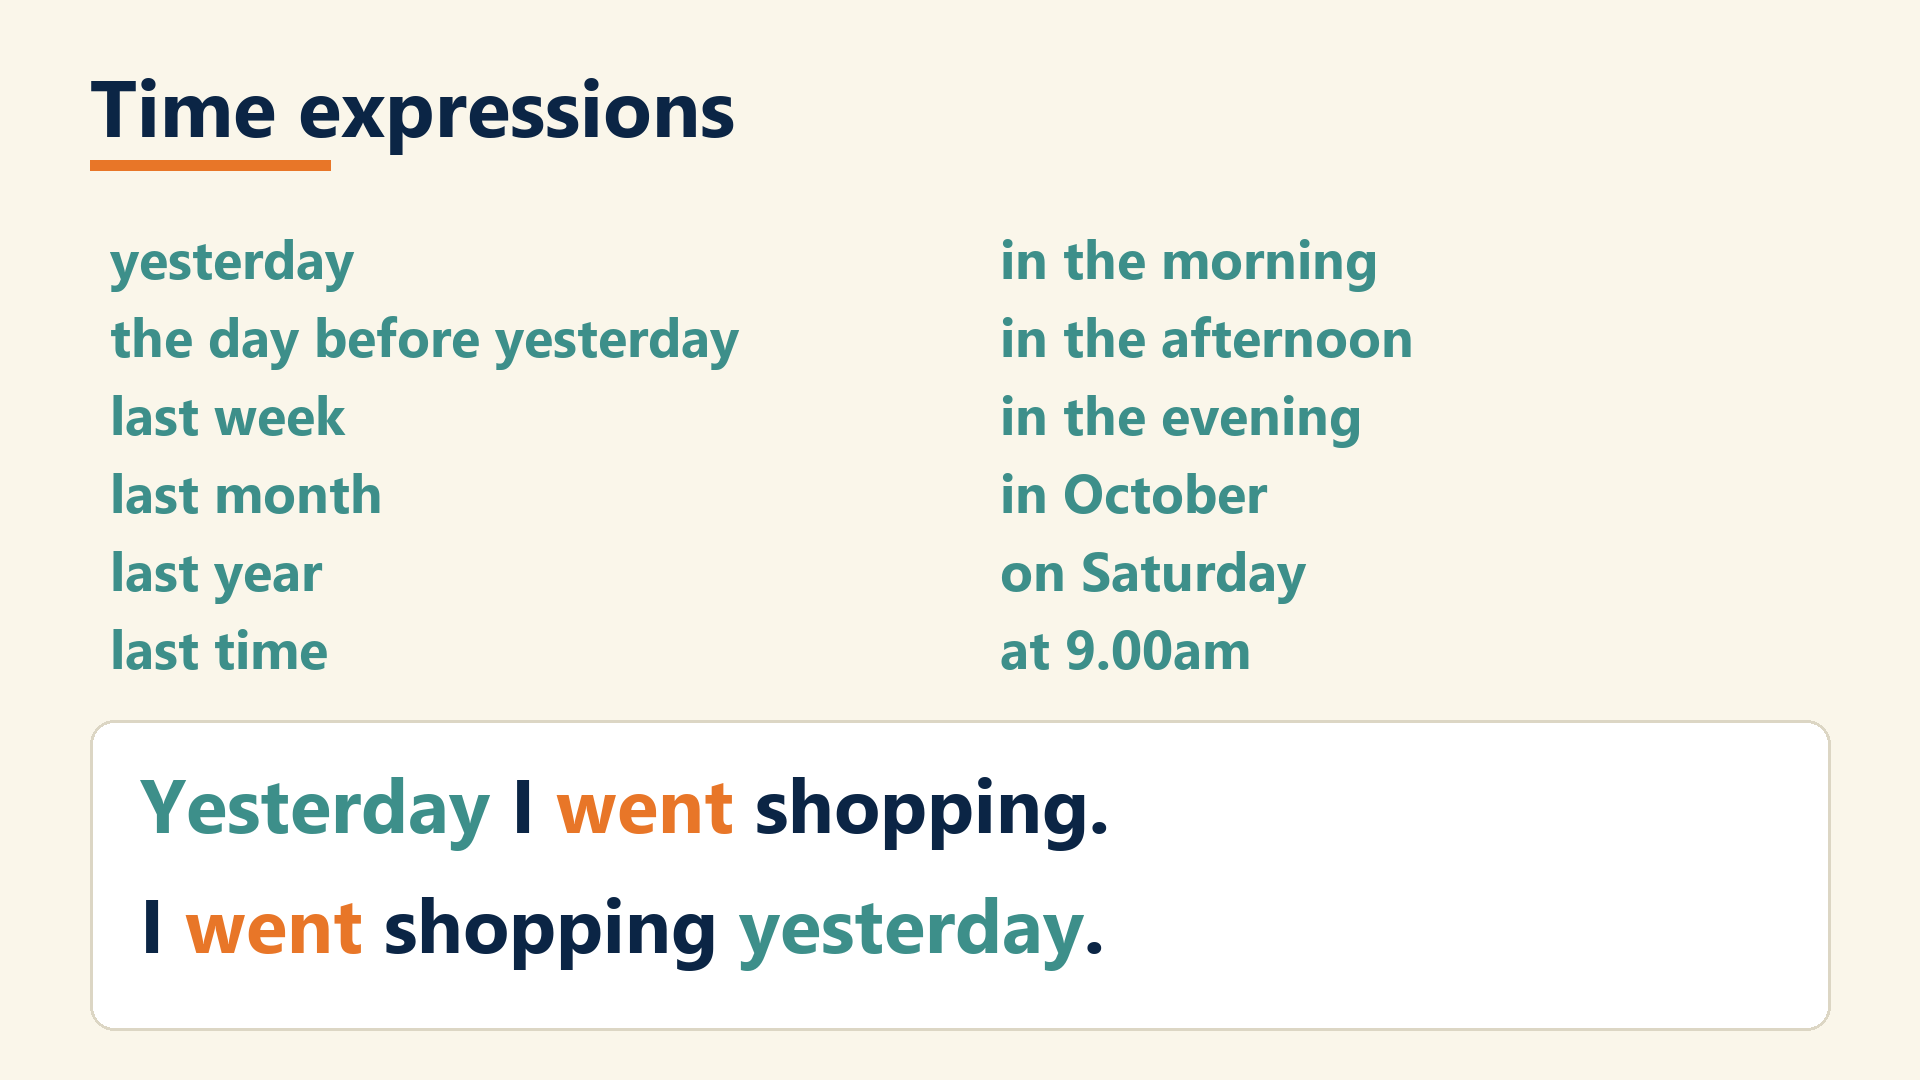 Time expressions
yesterday
the day before yesterday
last week
last month
last year
last time
in the morning
in the afternoon
in the evening
in October
on Saturday
at 9.00am
Yesterday I went shopping.
I went shopping yesterday.